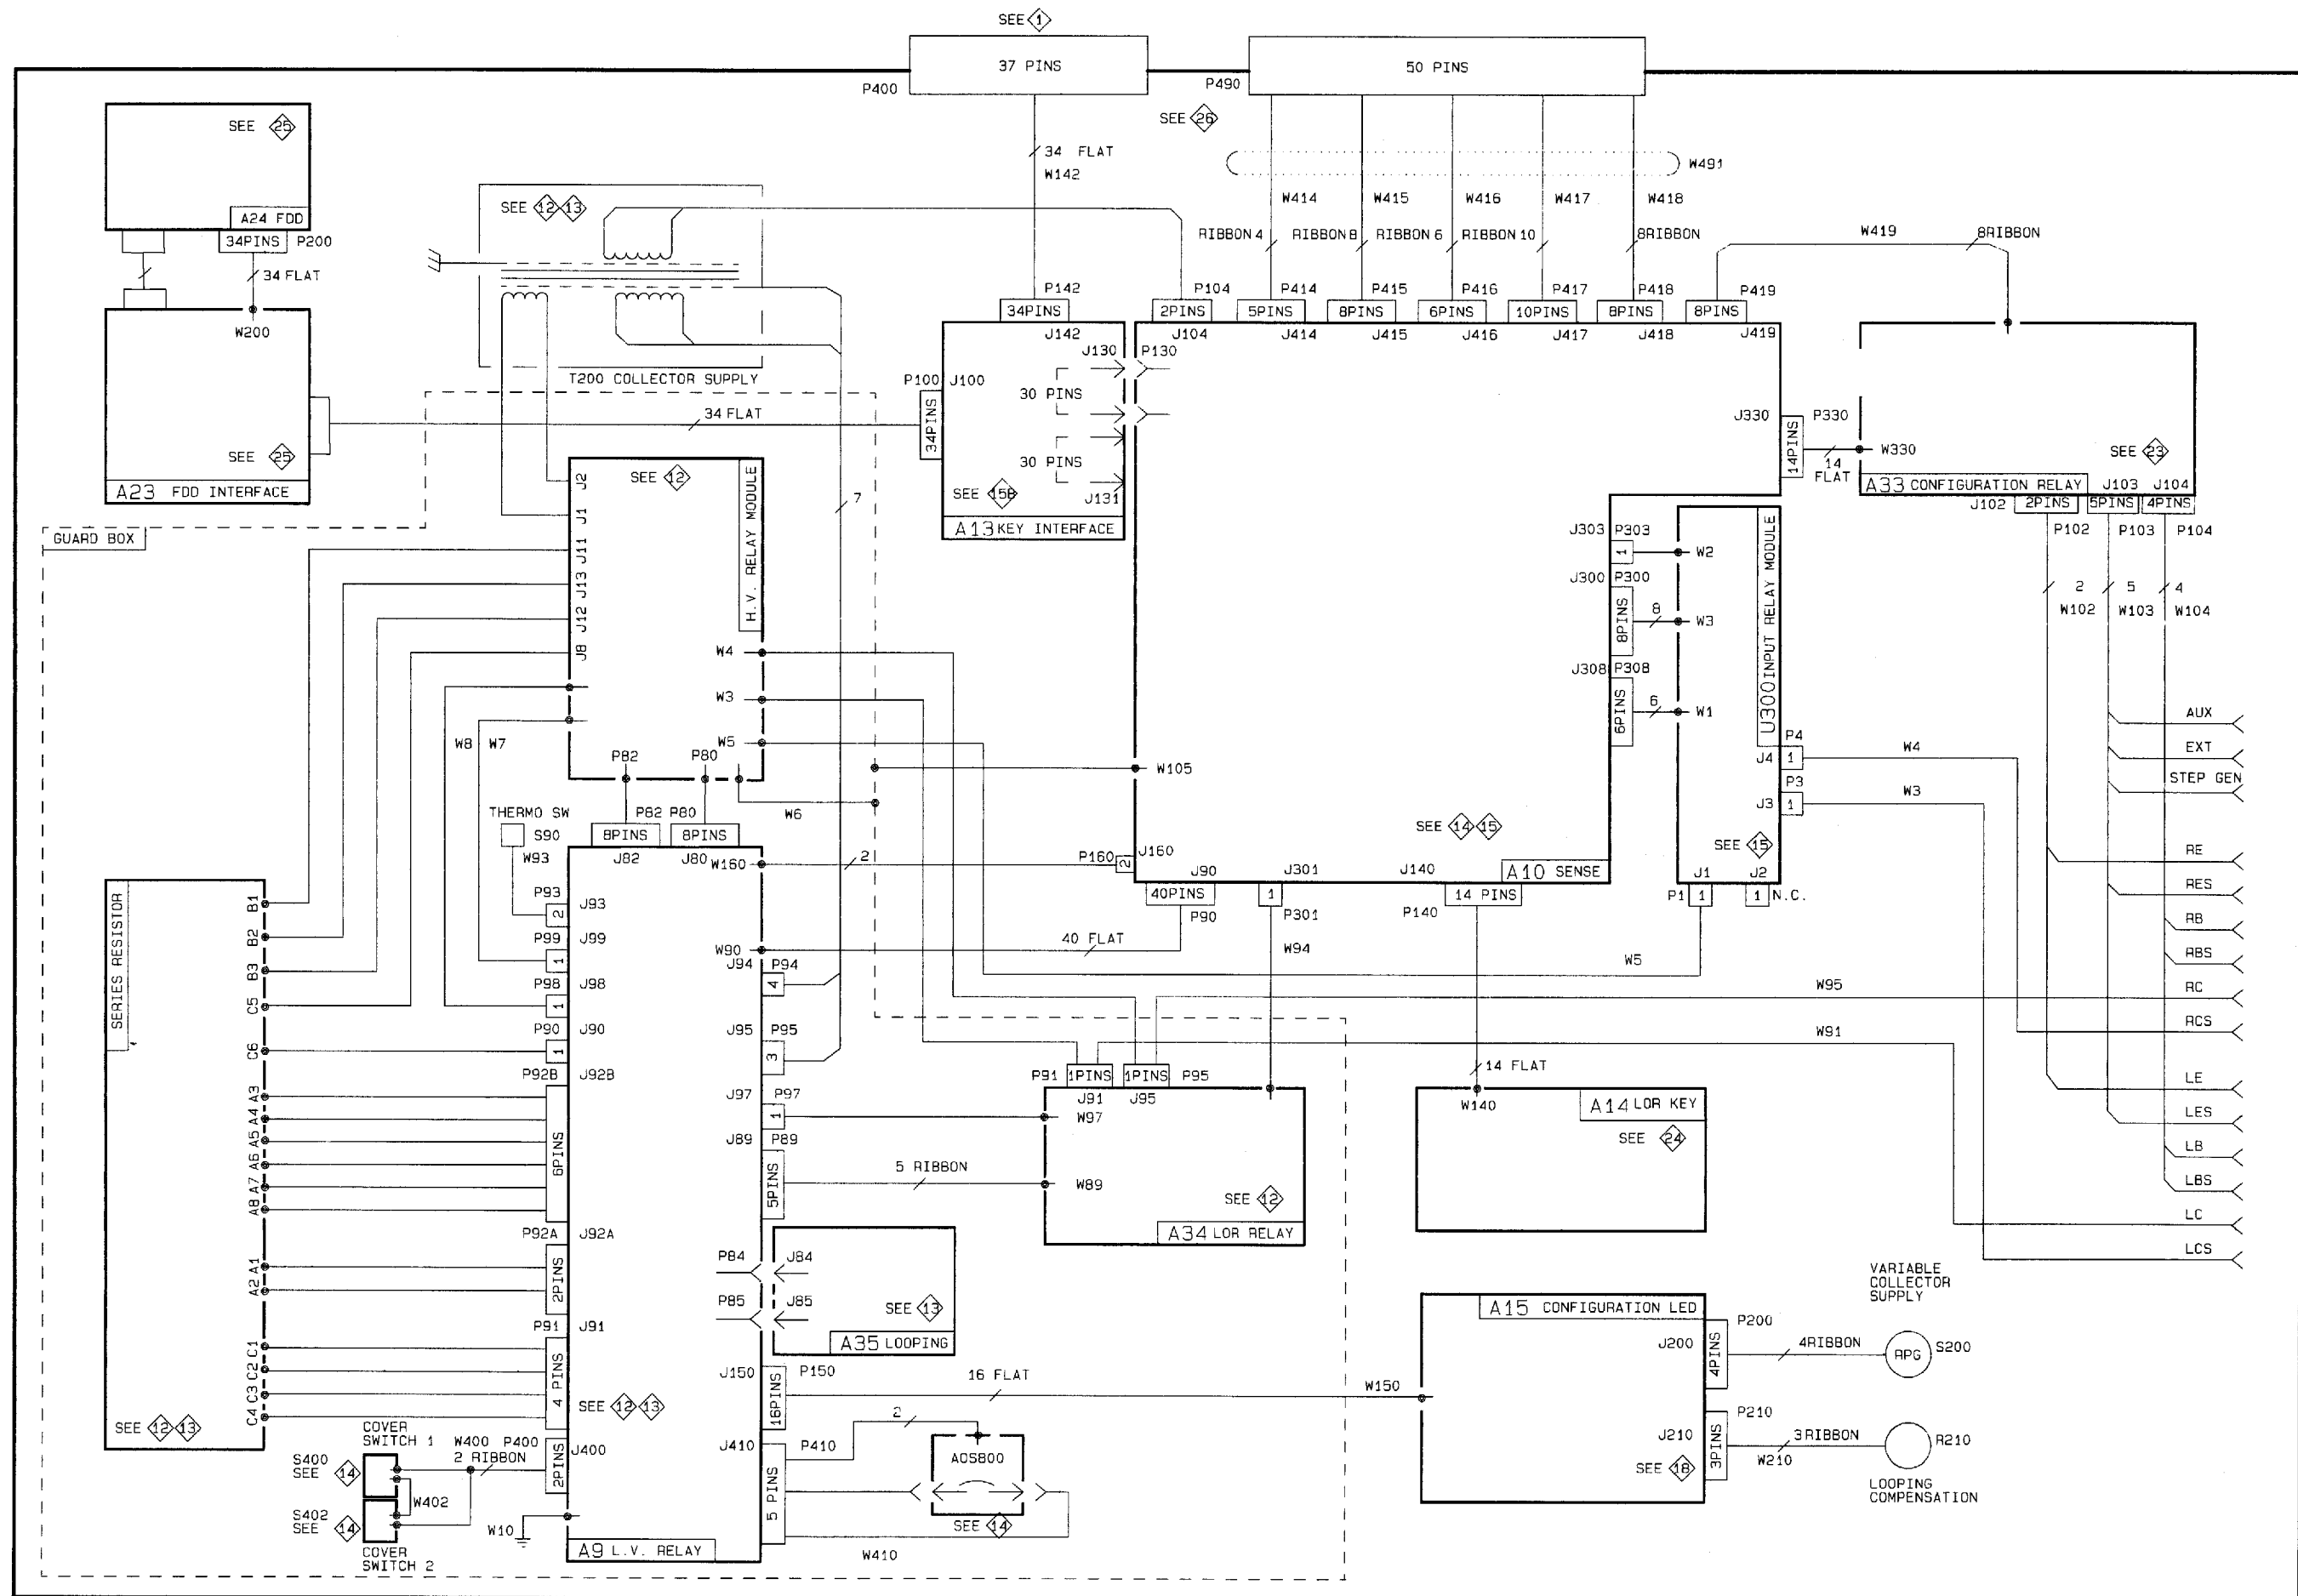 SEE 1
37 PINS
P400
50 PINS
P490
SEE 26
SEE 25
A24 FDD
34PINS P200
34 FLAT
W200
SEE 25
A23 FDD INTERFACE
34 FLAT
W142
W491
W414
W415
W416
W417
W418
RIBBON 4
RIBBON 8
RIBBON 6
RIBBON 10
8RIBBON
W419
8RIBBON
SEE 12 13
T200 COLLECTOR SUPPLY
34 FLAT
7
P142
34PINS
J142
P100 J100
34PINS
J130 P130
30 PINS
30 PINS
J131
SEE 15B
A13 KEY INTERFACE
P104
2PINS
J104
P414
5PINS
J414
P415
8PINS
J415
P416
6PINS
J416
P417
10PINS
J417
P418
8PINS
J418
P419
8PINS
J419
J330
P330
14PINS
14
FLAT
W330
SEE 23
A33 CONFIGURATION RELAY
J103 J104
J102 2PINS 5PINS 4PINS
P102 P103 P104
2 5 4
W102 W103 W104
GUARD BOX
SEE 12
H.V. RELAY MODULE
J2
J1
J11
J13
J12
J8
W4
W3
W5
P82
P80
W8 W7
W6
W105
J303 P303
1
W2
J300 P300
8PINS
8
W3
J308 P308
6PINS
6
W1
U300 INPUT RELAY MODULE
P4
J4 1
W4
P3
J3 1
W3
SEE 15
J1 J2
P1 1
1 N.C.
SEE 14 15
A10 SENSE
P160 2 J160
J90
40PINS
P90
J301
1
P301
W94
J140
14 PINS
P140
THERMO SW
S90
W93
P82 P80
8PINS 8PINS
J82 J80
W160
2
P93 2 J93
P99 1 J99
P98 1 J98
P90 1 J90
P92B J92B
6PINS
P92A J92A
2PINS
P91 J91
4 PINS
W90
40 FLAT
J94 P94
4
J95 P95
3
J97 P97
1
J89 P89
5PINS
5 RIBBON
W5
W95
W91
P91 1PINS 1PINS P95
J91 J95
W97
W89
SEE 12
A34 LOR RELAY
14 FLAT
W140
A14 LOR KEY
SEE 24
SERIES RESISTOR
B1
B2
B3
C5
C6
A3
A4
A5
A6
A7
A8
A1
A2
C1
C2
C3
C4
SEE 12 13
P84 J84
P85 J85
SEE 13
A35 LOOPING
J150 P150
16PINS
16 FLAT
W150
SEE 12 13
J410 P410
5 PINS
2
A0S800
SEE 14
W410
COVER
SWITCH 1
S400
SEE 14
W400 P400
2 RIBBON
2PINS
J400
W402
S402
SEE 14
COVER
SWITCH 2
W10
A9 L.V. RELAY
AUX
EXT
STEP GEN
RE
RES
RB
RBS
RC
RCS
LE
LES
LB
LBS
LC
LCS
VARIABLE
COLLECTOR
SUPPLY
A15 CONFIGURATION LED
P200
J200
4PINS
4RIBBON
RPG
S200
P210
J210
3PINS
3RIBBON
W210
R210
SEE 18
LOOPING
COMPENSATION